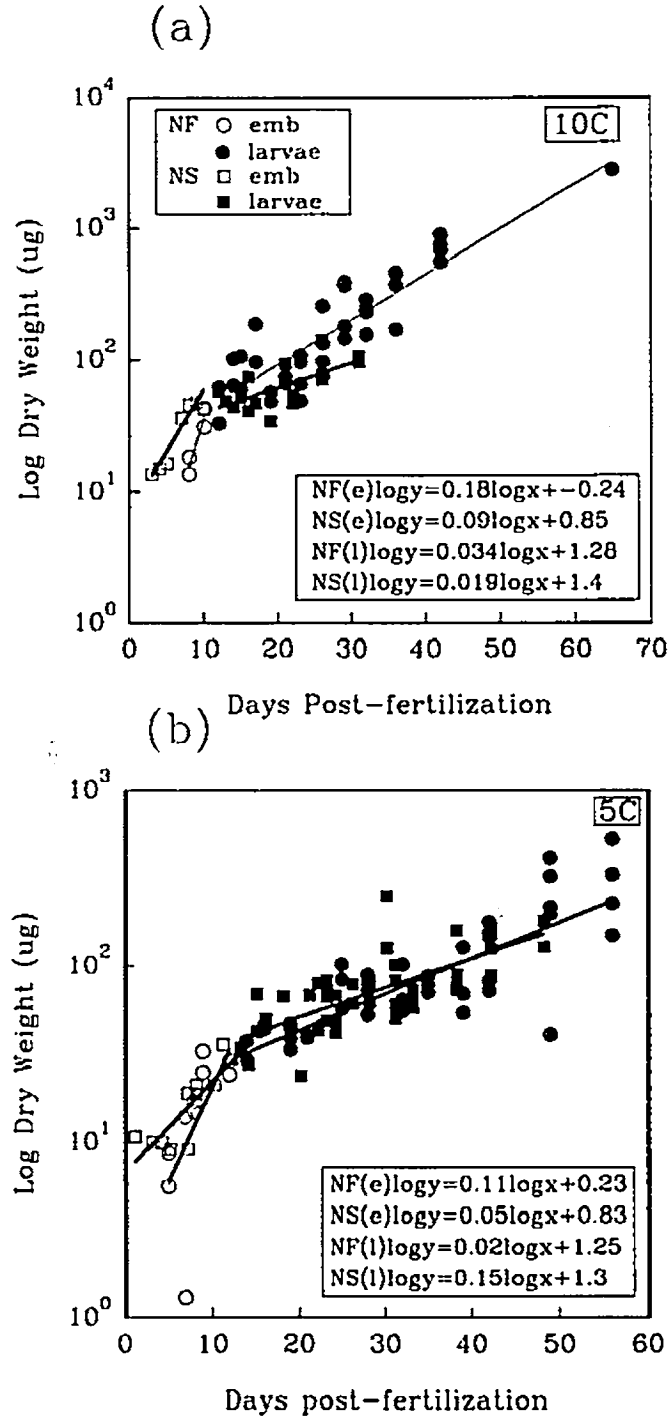 (a)
10^4
10^3
10^2
10^1
10^0
Log Dry Weight (ug)
NF ○ emb
● larvae
NS □ emb
■ larvae
10C
NF(e)logy=0.18logx+-0.24
NS(e)logy=0.09logx+0.85
NF(l)logy=0.034logx+1.28
NS(l)logy=0.019logx+1.4
0 10 20 30 40 50 60 70
Days Post-fertilization
(b)
10^3
10^2
10^1
10^0
Log Dry Weight (ug)
5C
NF(e)logy=0.11logx+0.23
NS(e)logy=0.05logx+0.83
NF(l)logy=0.02logx+1.25
NS(l)logy=0.15logx+1.3
0 10 20 30 40 50 60
Days post-fertilization